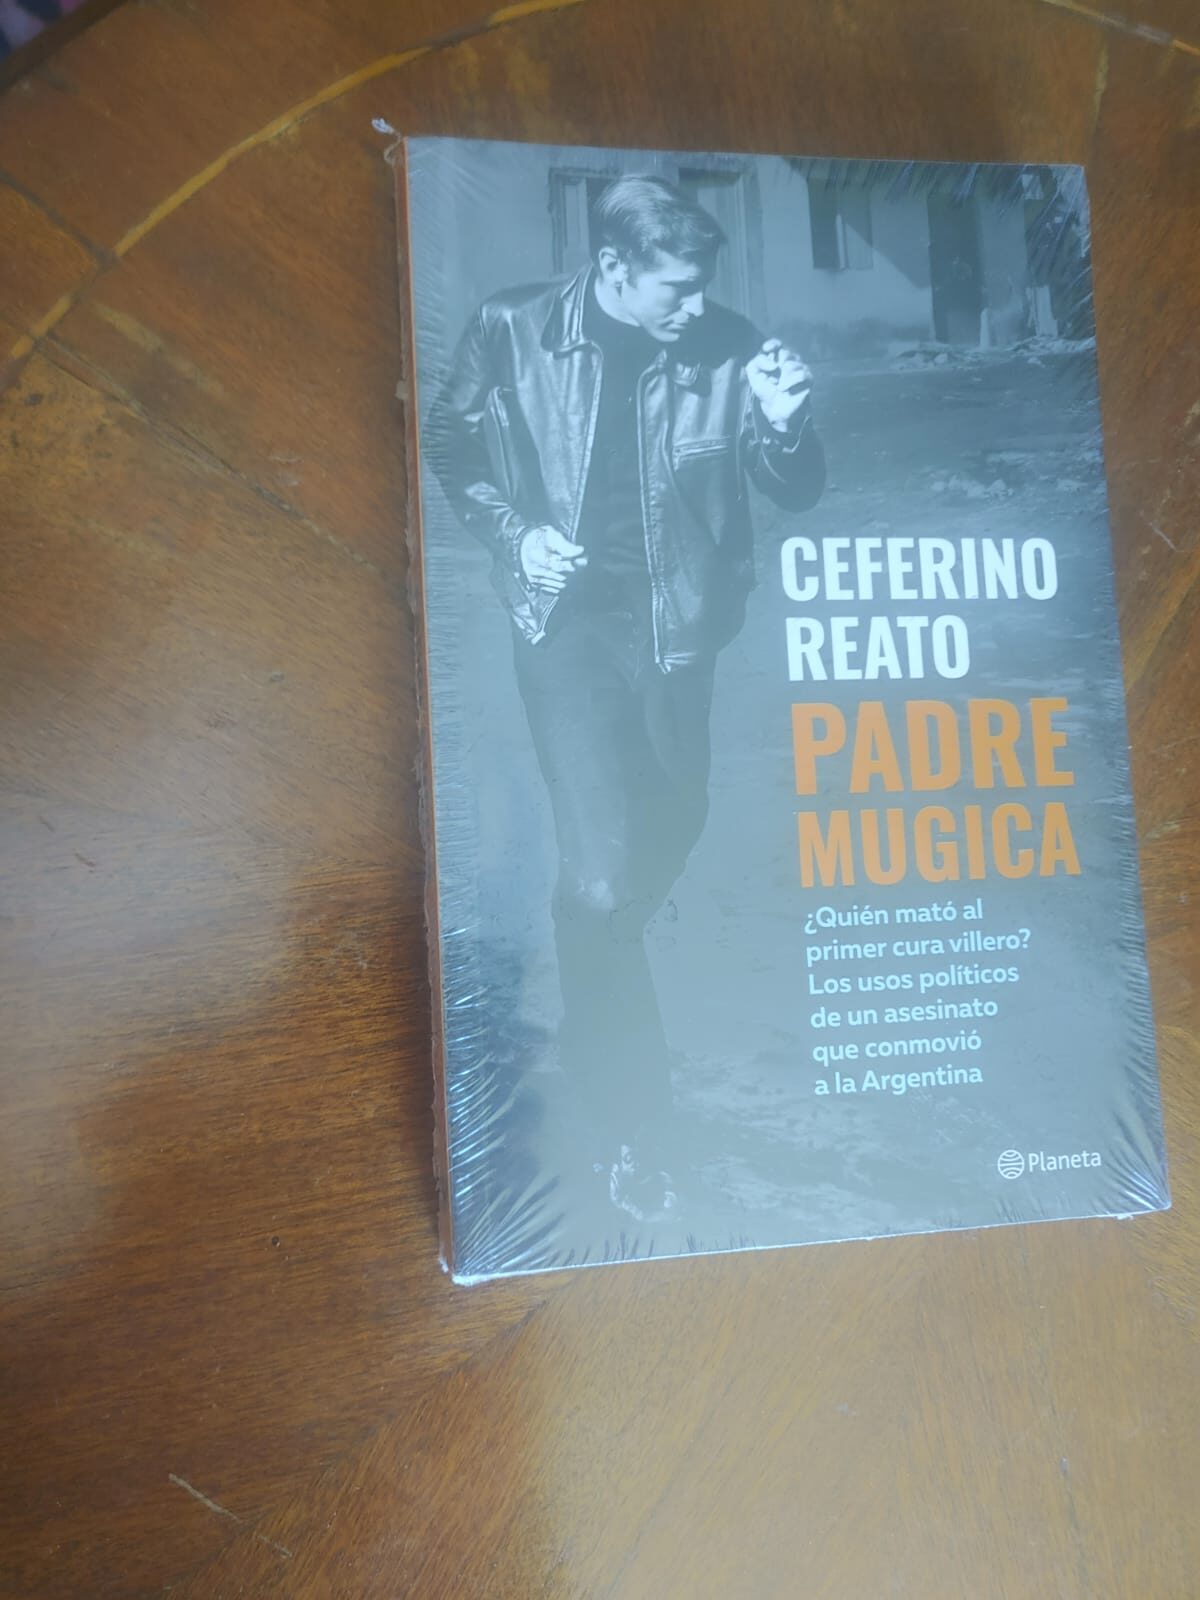 CEFERINO
REATO
PADRE
MUGICA
¿Quién mató al
primer cura villero?
Los usos políticos
de un asesinato
que conmovió
a la Argentina
Planeta